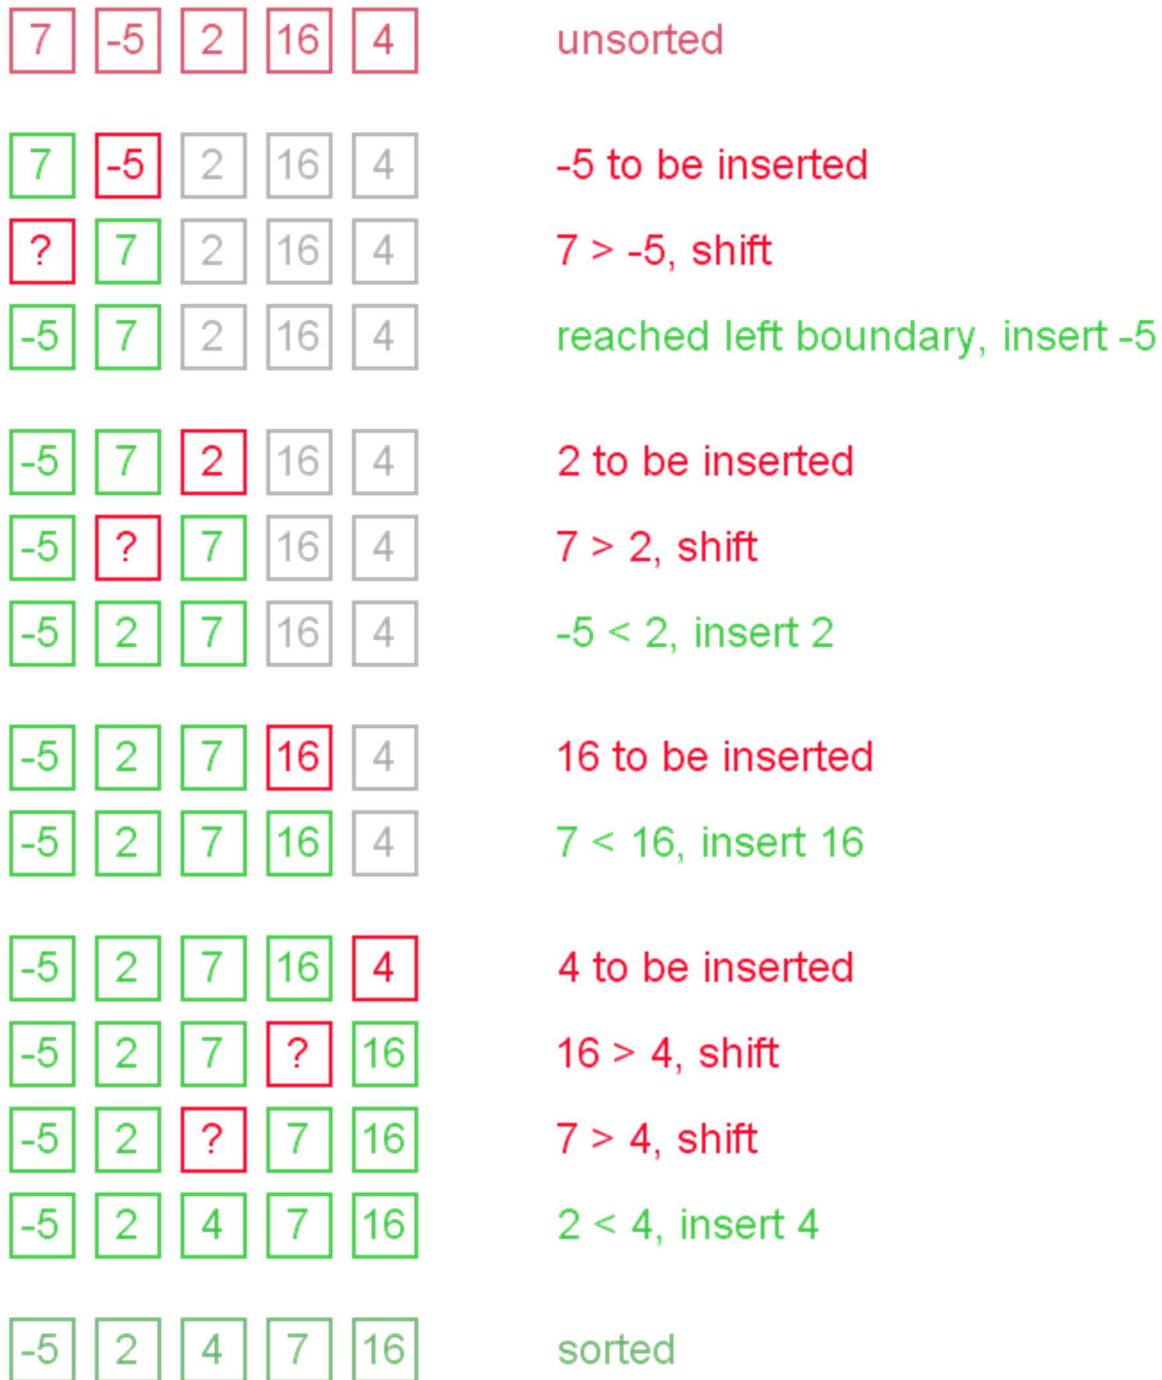 7 -5 2 16 4 unsorted
7 -5 2 16 4 -5 to be inserted
? 7 2 16 4 7 > -5, shift
-5 7 2 16 4 reached left boundary, insert -5
-5 7 2 16 4 2 to be inserted
-5 ? 7 16 4 7 > 2, shift
-5 2 7 16 4 -5 < 2, insert 2
-5 2 7 16 4 16 to be inserted
-5 2 7 16 4 7 < 16, insert 16
-5 2 7 16 4 4 to be inserted
-5 2 7 ? 16 16 > 4, shift
-5 2 ? 7 16 7 > 4, shift
-5 2 4 7 16 2 < 4, insert 4
-5 2 4 7 16 sorted